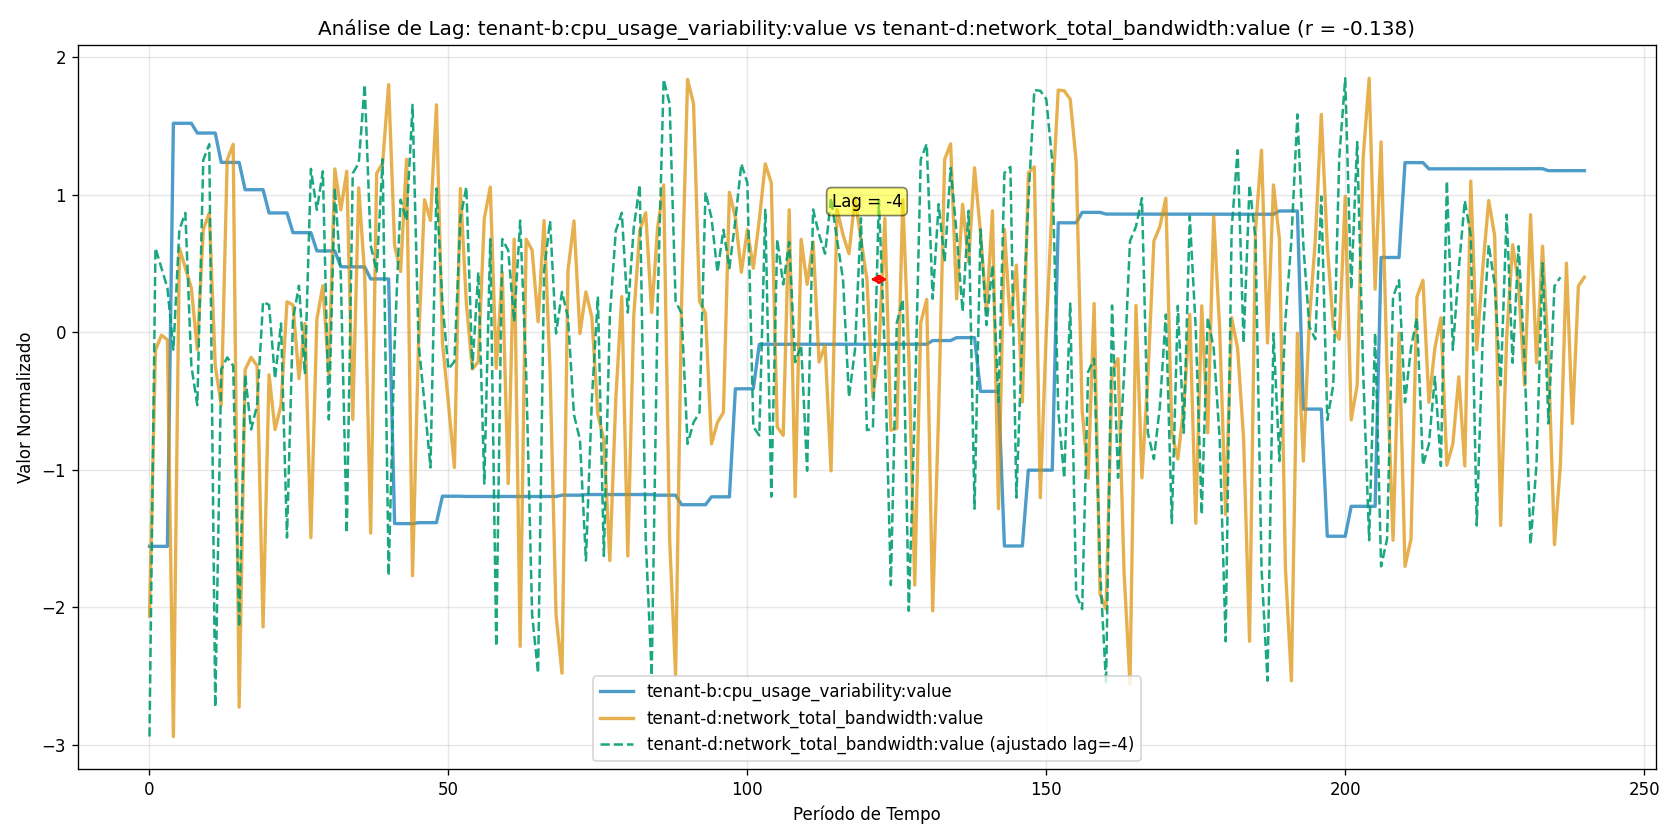 Análise de Lag: tenant-b:cpu_usage_variability:value vs tenant-d:network_total_bandwidth:value (r = -0.138)
Valor Normalizado
2
1
0
−1
−2
−3
Lag = -4
tenant-b:cpu_usage_variability:value
tenant-d:network_total_bandwidth:value
tenant-d:network_total_bandwidth:value (ajustado lag=-4)
0 50 100 150 200 250
Período de Tempo